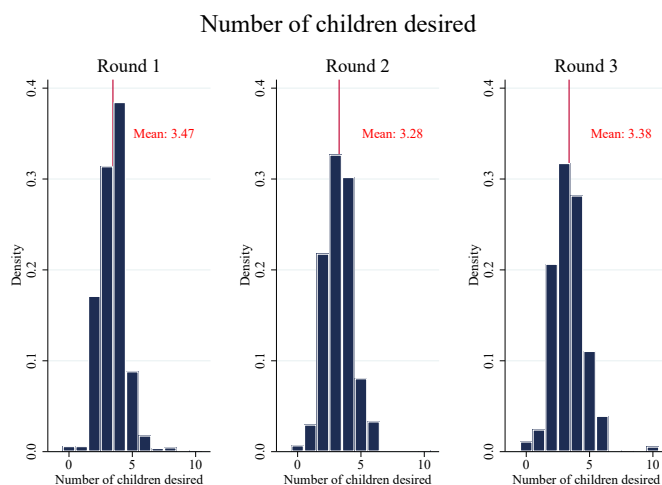 Number of children desired
Round 1
0.4
0.3
0.2
0.1
0.0
Density
Mean: 3.47
0 5 10
Number of children desired
Round 2
0.4
0.3
0.2
0.1
0.0
Density
Mean: 3.28
0 5 10
Number of children desired
Round 3
0.4
0.3
0.2
0.1
0.0
Density
Mean: 3.38
0 5 10
Number of children desired